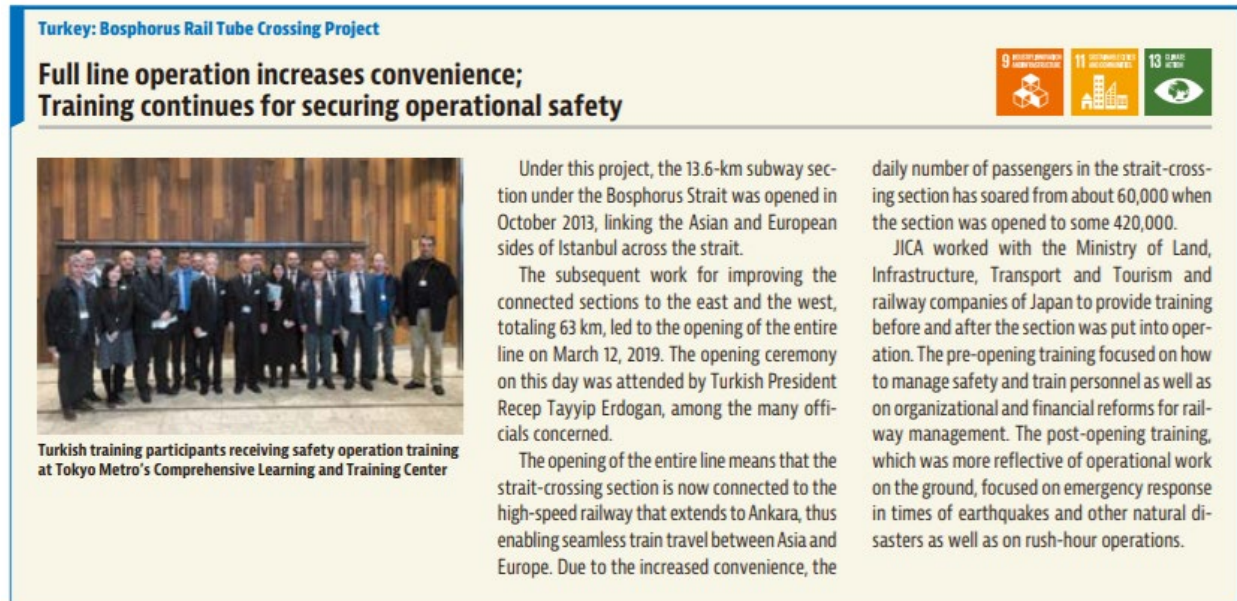 Turkey: Bosphorus Rail Tube Crossing Project
Full line operation increases convenience;
Training continues for securing operational safety
9 INDUSTRY, INNOVATION
AND INFRASTRUCTURE
11 SUSTAINABLE CITIES
AND COMMUNITIES
13 CLIMATE
ACTION
Turkish training participants receiving safety operation training
at Tokyo Metro's Comprehensive Learning and Training Center
Under this project, the 13.6-km subway sec-
tion under the Bosphorus Strait was opened in
October 2013, linking the Asian and European
sides of Istanbul across the strait.
The subsequent work for improving the
connected sections to the east and the west,
totaling 63 km, led to the opening of the entire
line on March 12, 2019. The opening ceremony
on this day was attended by Turkish President
Recep Tayyip Erdogan, among the many offi-
cials concerned.
The opening of the entire line means that the
strait-crossing section is now connected to the
high-speed railway that extends to Ankara, thus
enabling seamless train travel between Asia and
Europe. Due to the increased convenience, the
daily number of passengers in the strait-cross-
ing section has soared from about 60,000 when
the section was opened to some 420,000.
JICA worked with the Ministry of Land,
Infrastructure, Transport and Tourism and
railway companies of Japan to provide training
before and after the section was put into oper-
ation. The pre-opening training focused on how
to manage safety and train personnel as well as
on organizational and financial reforms for rail-
way management. The post-opening training,
which was more reflective of operational work
on the ground, focused on emergency response
in times of earthquakes and other natural di-
sasters as well as on rush-hour operations.